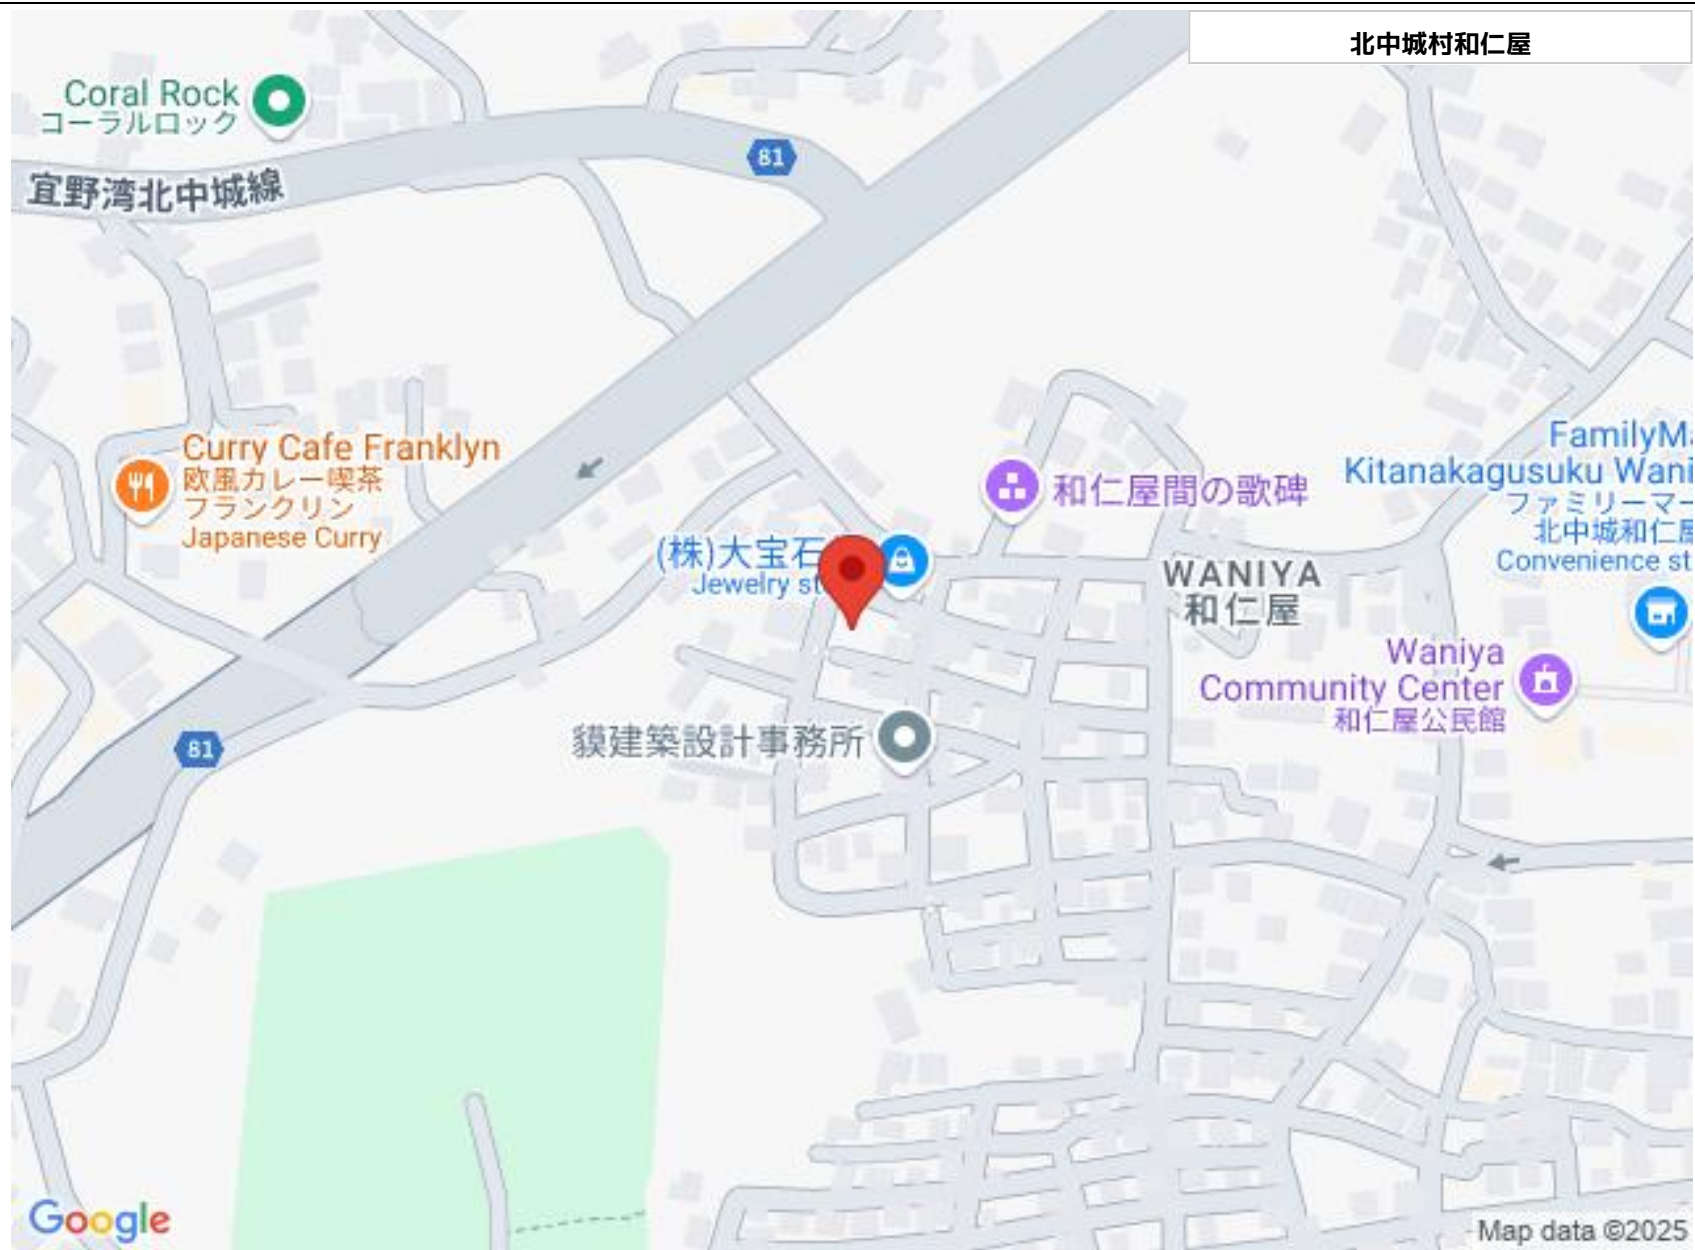 北中城村和仁屋
Coral Rock
コーラルロック
81
宜野湾北中城線
Curry Cafe Franklyn
欧風カレー喫茶
フランクリン
Japanese Curry
和仁屋間の歌碑
FamilyMa
Kitanakagusuku Wani
ファミリーマー
北中城和仁屋
Convenience st
(株)大宝石
Jewelry st
WANIYA
和仁屋
Waniya
Community Center
和仁屋公民館
貘建築設計事務所
81
Google
Map data ©2025